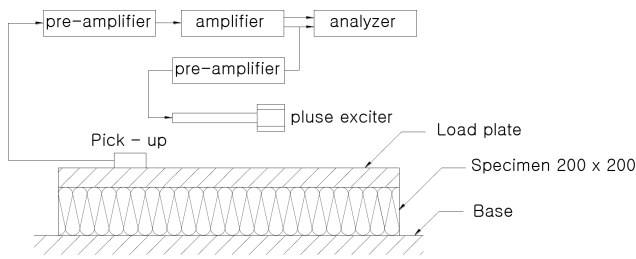 pre-amplifier
amplifier
analyzer
pre-amplifier
pluse exciter
Pick - up
Load plate
Specimen 200 x 200
Base